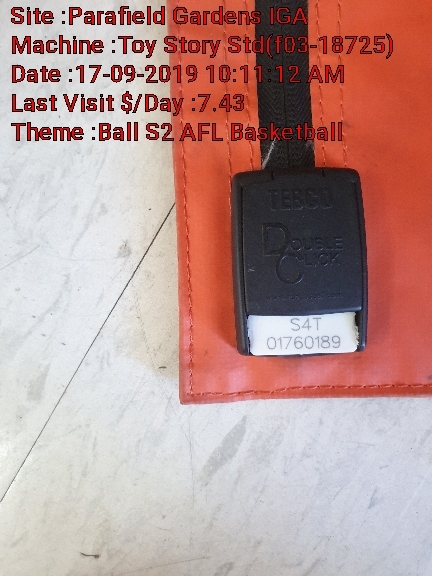 Site :Parafield Gardens IGA
Machine :Toy Story Std(f03-18725)
Date :17-09-2019 10:11:12 AM
Last Visit $/Day :7.43
Theme :Ball S2 AFL Basketball
DOUBLE
CLICK
S4T
01760189